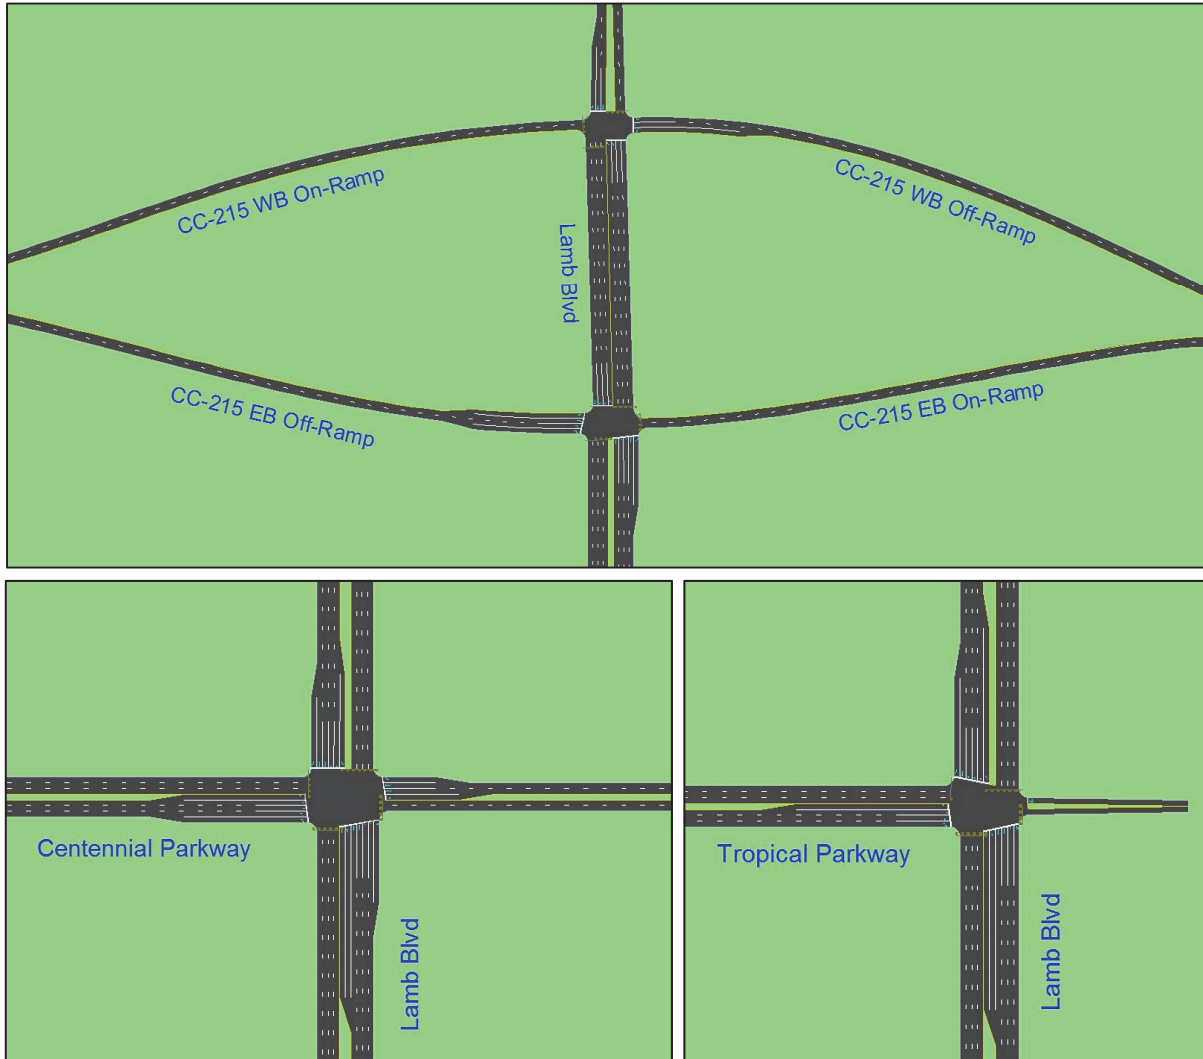 CC-215 WB On-Ramp
CC-215 WB Off-Ramp
Lamb Blvd
CC-215 EB Off-Ramp
CC-215 EB On-Ramp
Centennial Parkway
Lamb Blvd
Tropical Parkway
Lamb Blvd